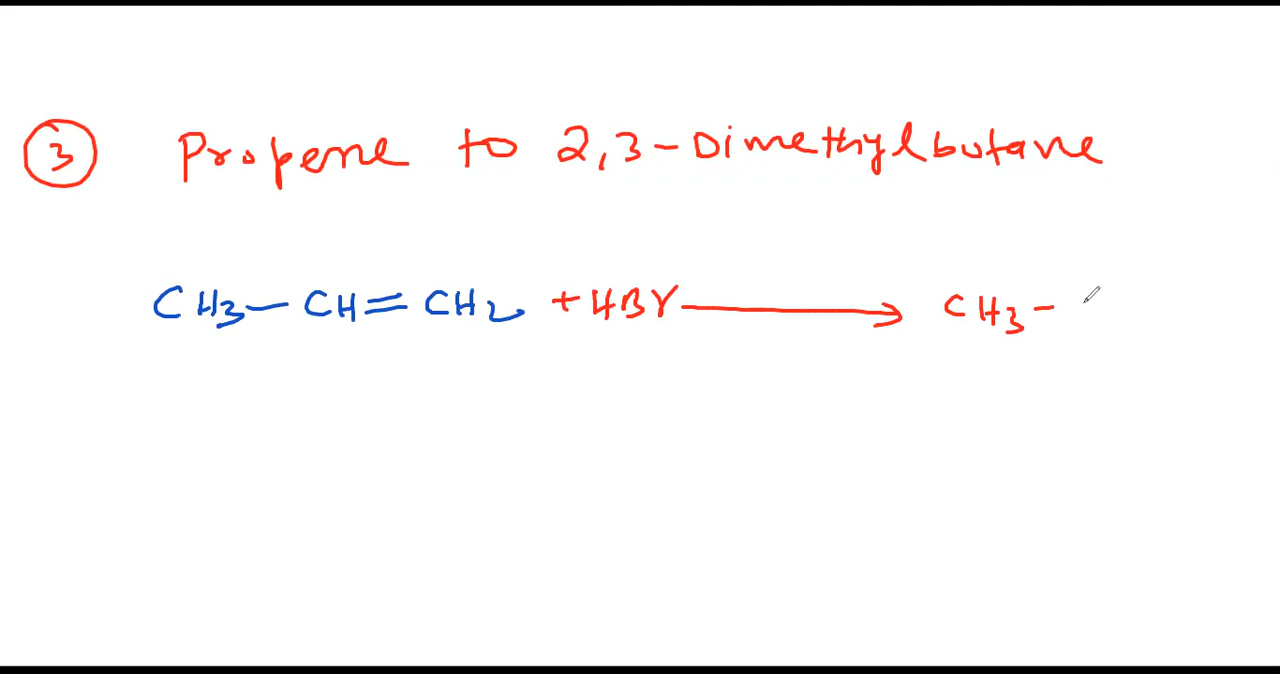 ③ Propene to 2,3-Dimethylbutane
CH3—CH=CH2 +HBr⟶ CH3-